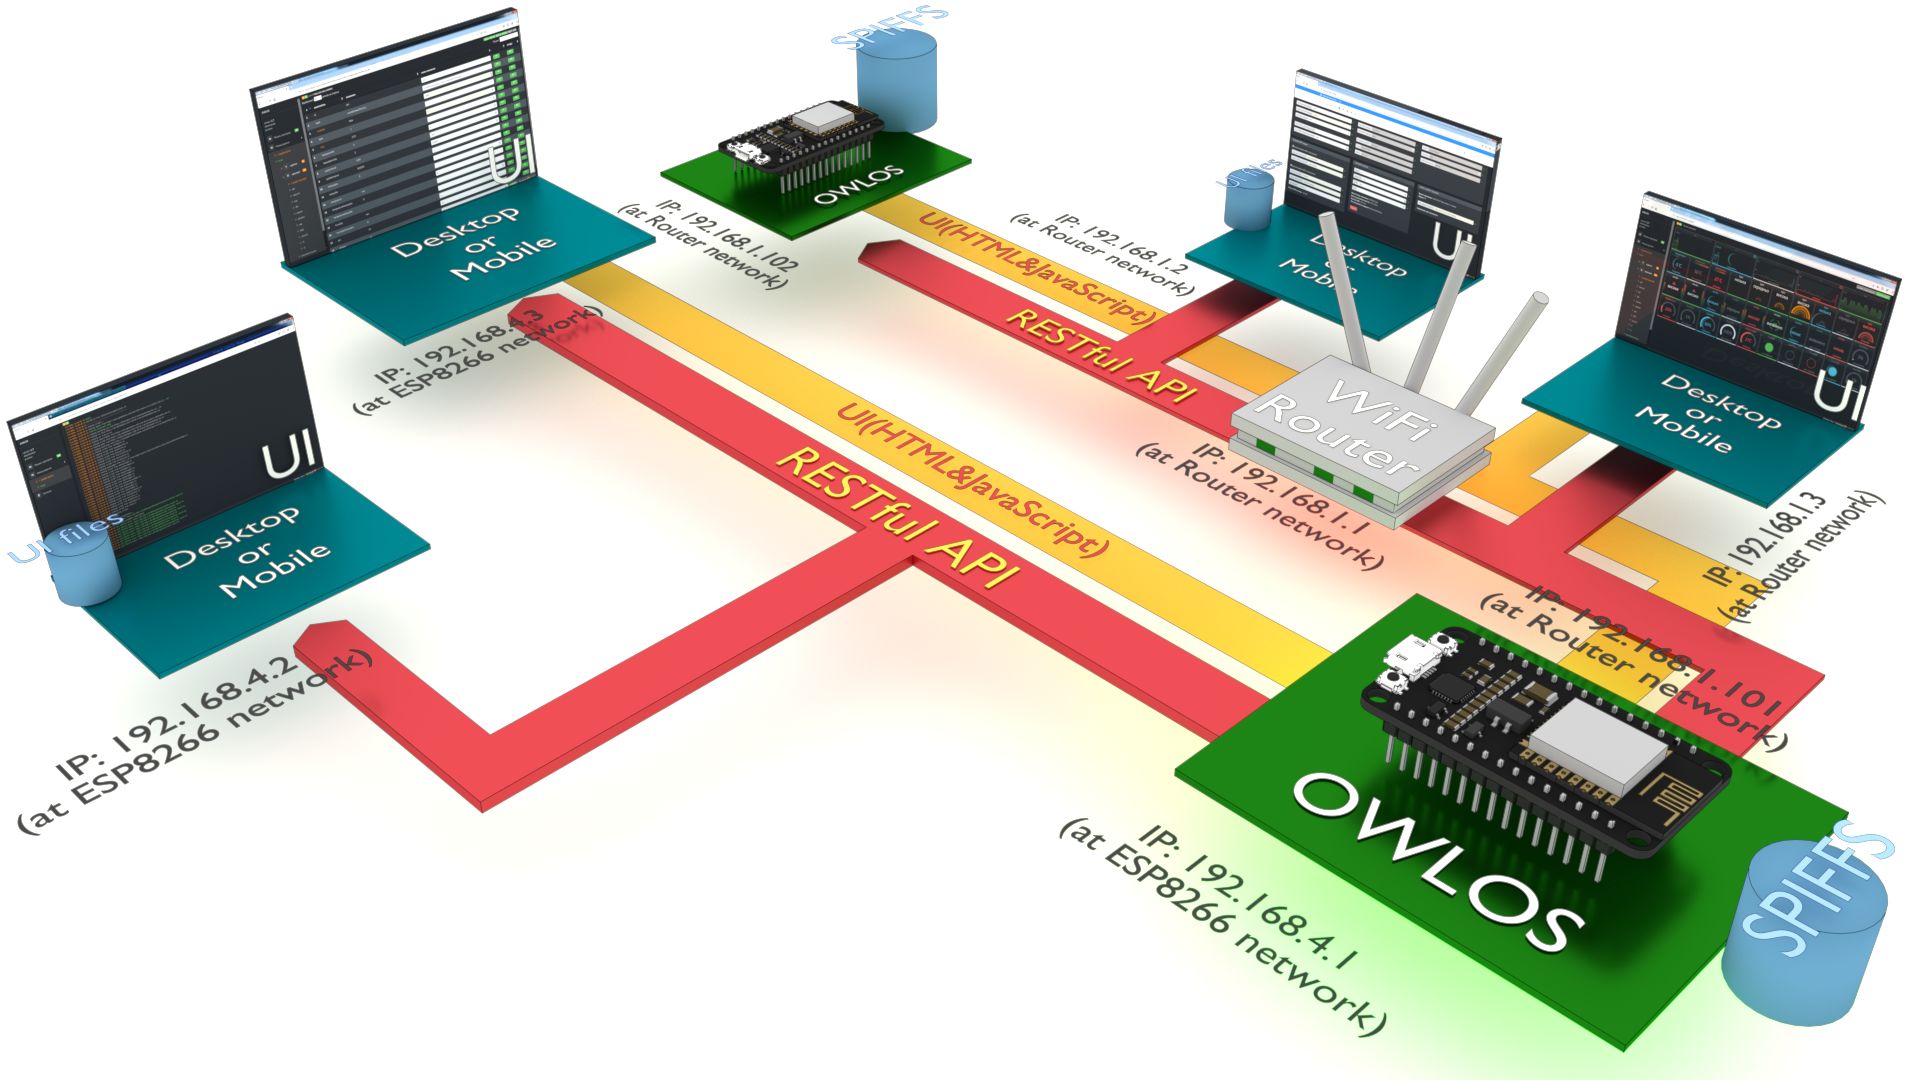 SPIFFS
OWLOS
IP: 192.168.1.102
(at Router network)
UI
Desktop
or
Mobile
IP: 192.168.4.3
(at ESP8266 network)
UI
Desktop
or
Mobile
UI files
IP: 192.168.4.2
(at ESP8266 network)
UI(HTML&JavaScript)
RESTful API
UI(HTML&JavaScript)
RESTful API
IP: 192.168.1.2
(at Router network)
UI files
UI
Desktop
or
Mobile
WiFi
Router
IP: 192.168.1.1
(at Router network)
UI
Desktop
or
Mobile
IP: 192.168.1.3
(at Router network)
IP: 192.168.1.101
(at Router network)
OWLOS
SPIFFS
IP: 192.168.4.1
(at ESP8266 network)